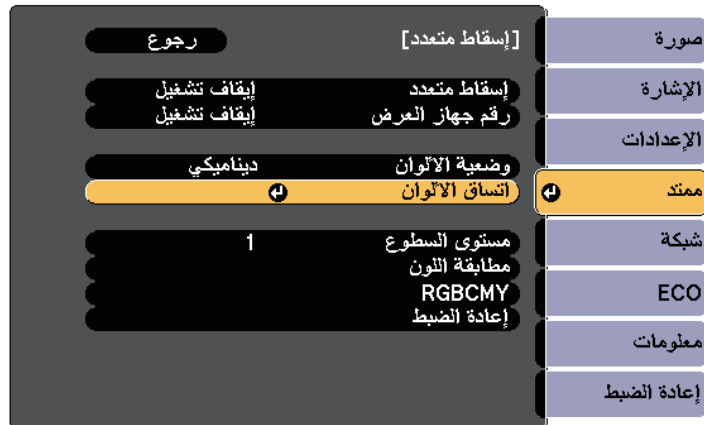 صورة
الإشارة
الإعدادات
ممتد
شبكة
ECO
معلومات
إعادة الضبط
[إسقاط متعدد] رجوع
إسقاط متعدد إيقاف تشغيل
رقم جهاز العرض إيقاف تشغيل
وضعية الألوان ديناميكي
اتساق الألوان
مستوى السطوع 1
مطابقة اللون
RGBCMY
إعادة الضبط